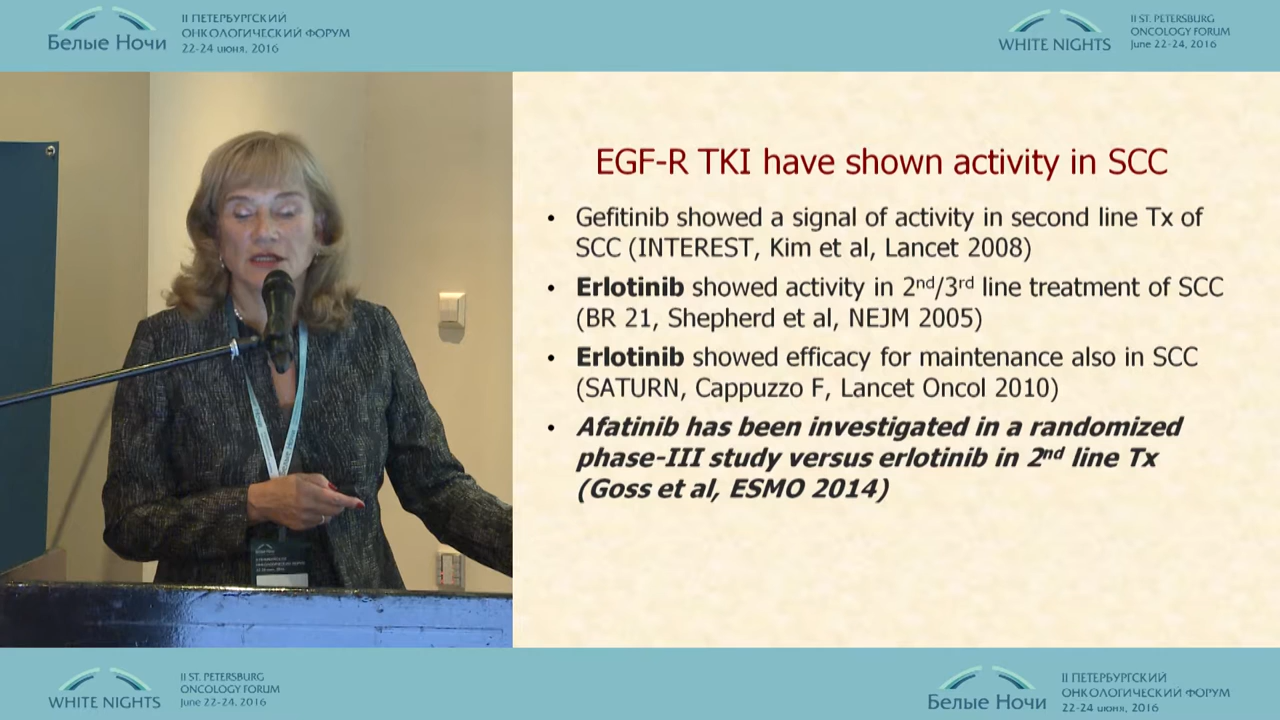 Белые Ночи
II ПЕТЕРБУРГСКИЙ
ОНКОЛОГИЧЕСКИЙ ФОРУМ
22-24 июня, 2016
WHITE NIGHTS
II ST. PETERSBURG
ONCOLOGY FORUM
June 22-24, 2016
EGF-R TKI have shown activity in SCC
• Gefitinib showed a signal of activity in second line Tx of
SCC (INTEREST, Kim et al, Lancet 2008)
• Erlotinib showed activity in 2nd/3rd line treatment of SCC
(BR 21, Shepherd et al, NEJM 2005)
• Erlotinib showed efficacy for maintenance also in SCC
(SATURN, Cappuzzo F, Lancet Oncol 2010)
• Afatinib has been investigated in a randomized
phase-III study versus erlotinib in 2nd line Tx
(Goss et al, ESMO 2014)
WHITE NIGHTS
II ST. PETERSBURG
ONCOLOGY FORUM
June 22-24, 2016
Белые Ночи
II ПЕТЕРБУРГСКИЙ
ОНКОЛОГИЧЕСКИЙ ФОРУМ
22-24 июня, 2016